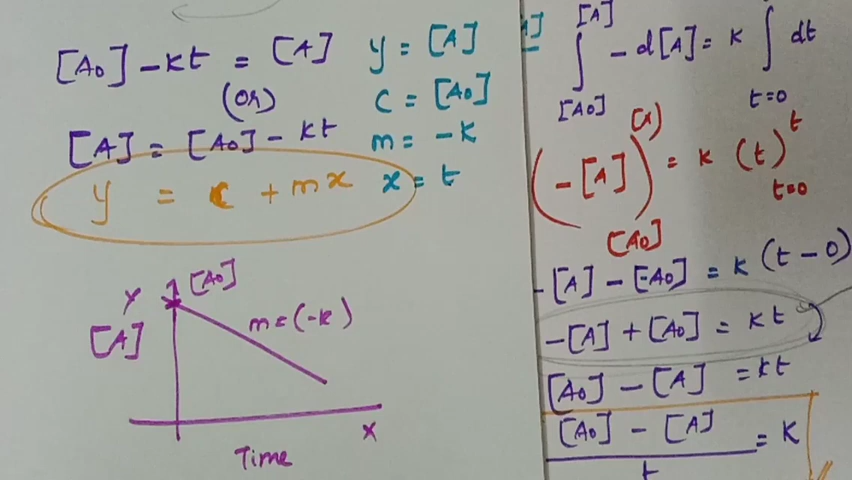 [A₀] - kt = [A]
(or)
[A] = [A₀] - kt
y = c + mx
y = [A]
c = [A₀]
m = -k
x = t
Y
[A₀]
[A]
m = (-k)
X
Time
A]
[A]
∫ - d[A] = k ∫ dt
[A₀] t=0
(-[A]) = k (t)
[A] t
[A₀] t=0
-[A] - [-A₀] = k (t-0)
-[A] + [A₀] = kt
[A₀] - [A] = kt
[A₀] - [A] = k
t